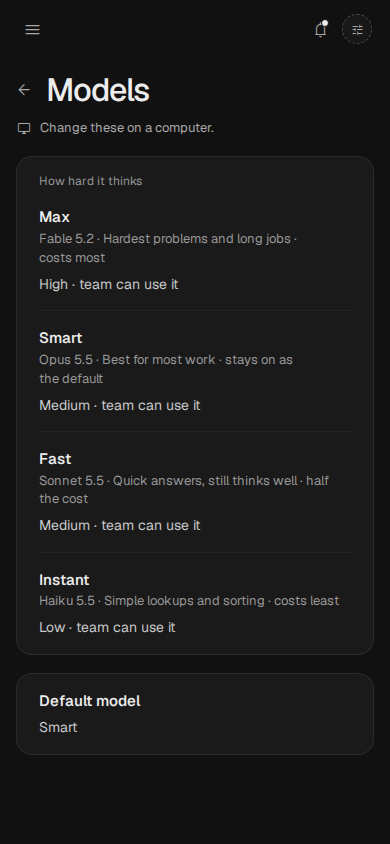 Models
Change these on a computer.
How hard it thinks
Max
Fable 5.2 · Hardest problems and long jobs ·
costs most
High · team can use it
Smart
Opus 5.5 · Best for most work · stays on as
the default
Medium · team can use it
Fast
Sonnet 5.5 · Quick answers, still thinks well · half
the cost
Medium · team can use it
Instant
Haiku 5.5 · Simple lookups and sorting · costs least
Low · team can use it
Default model
Smart